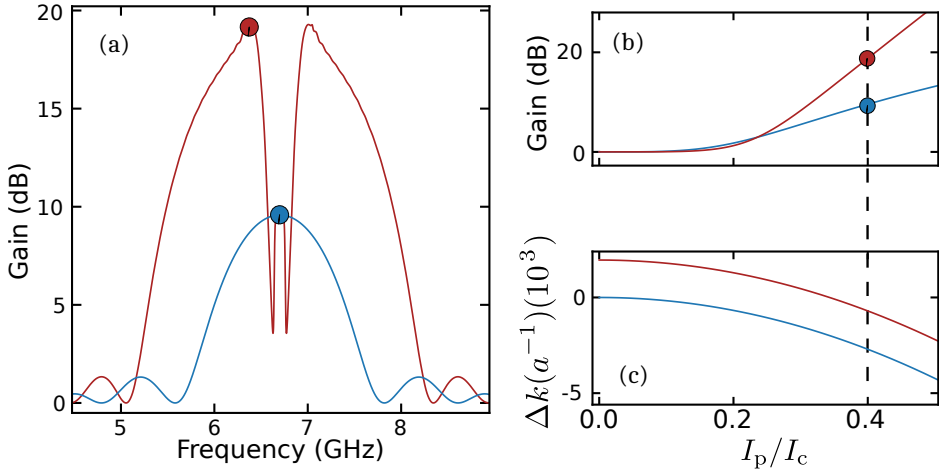 20
15
10
5
0
Gain (dB)
(a)
5
6
7
8
Frequency (GHz)
20
0
Gain (dB)
(b)
0
-5
Δk(a⁻¹)(10³)
(c)
0.0
0.2
0.4
Iₚ/I_c